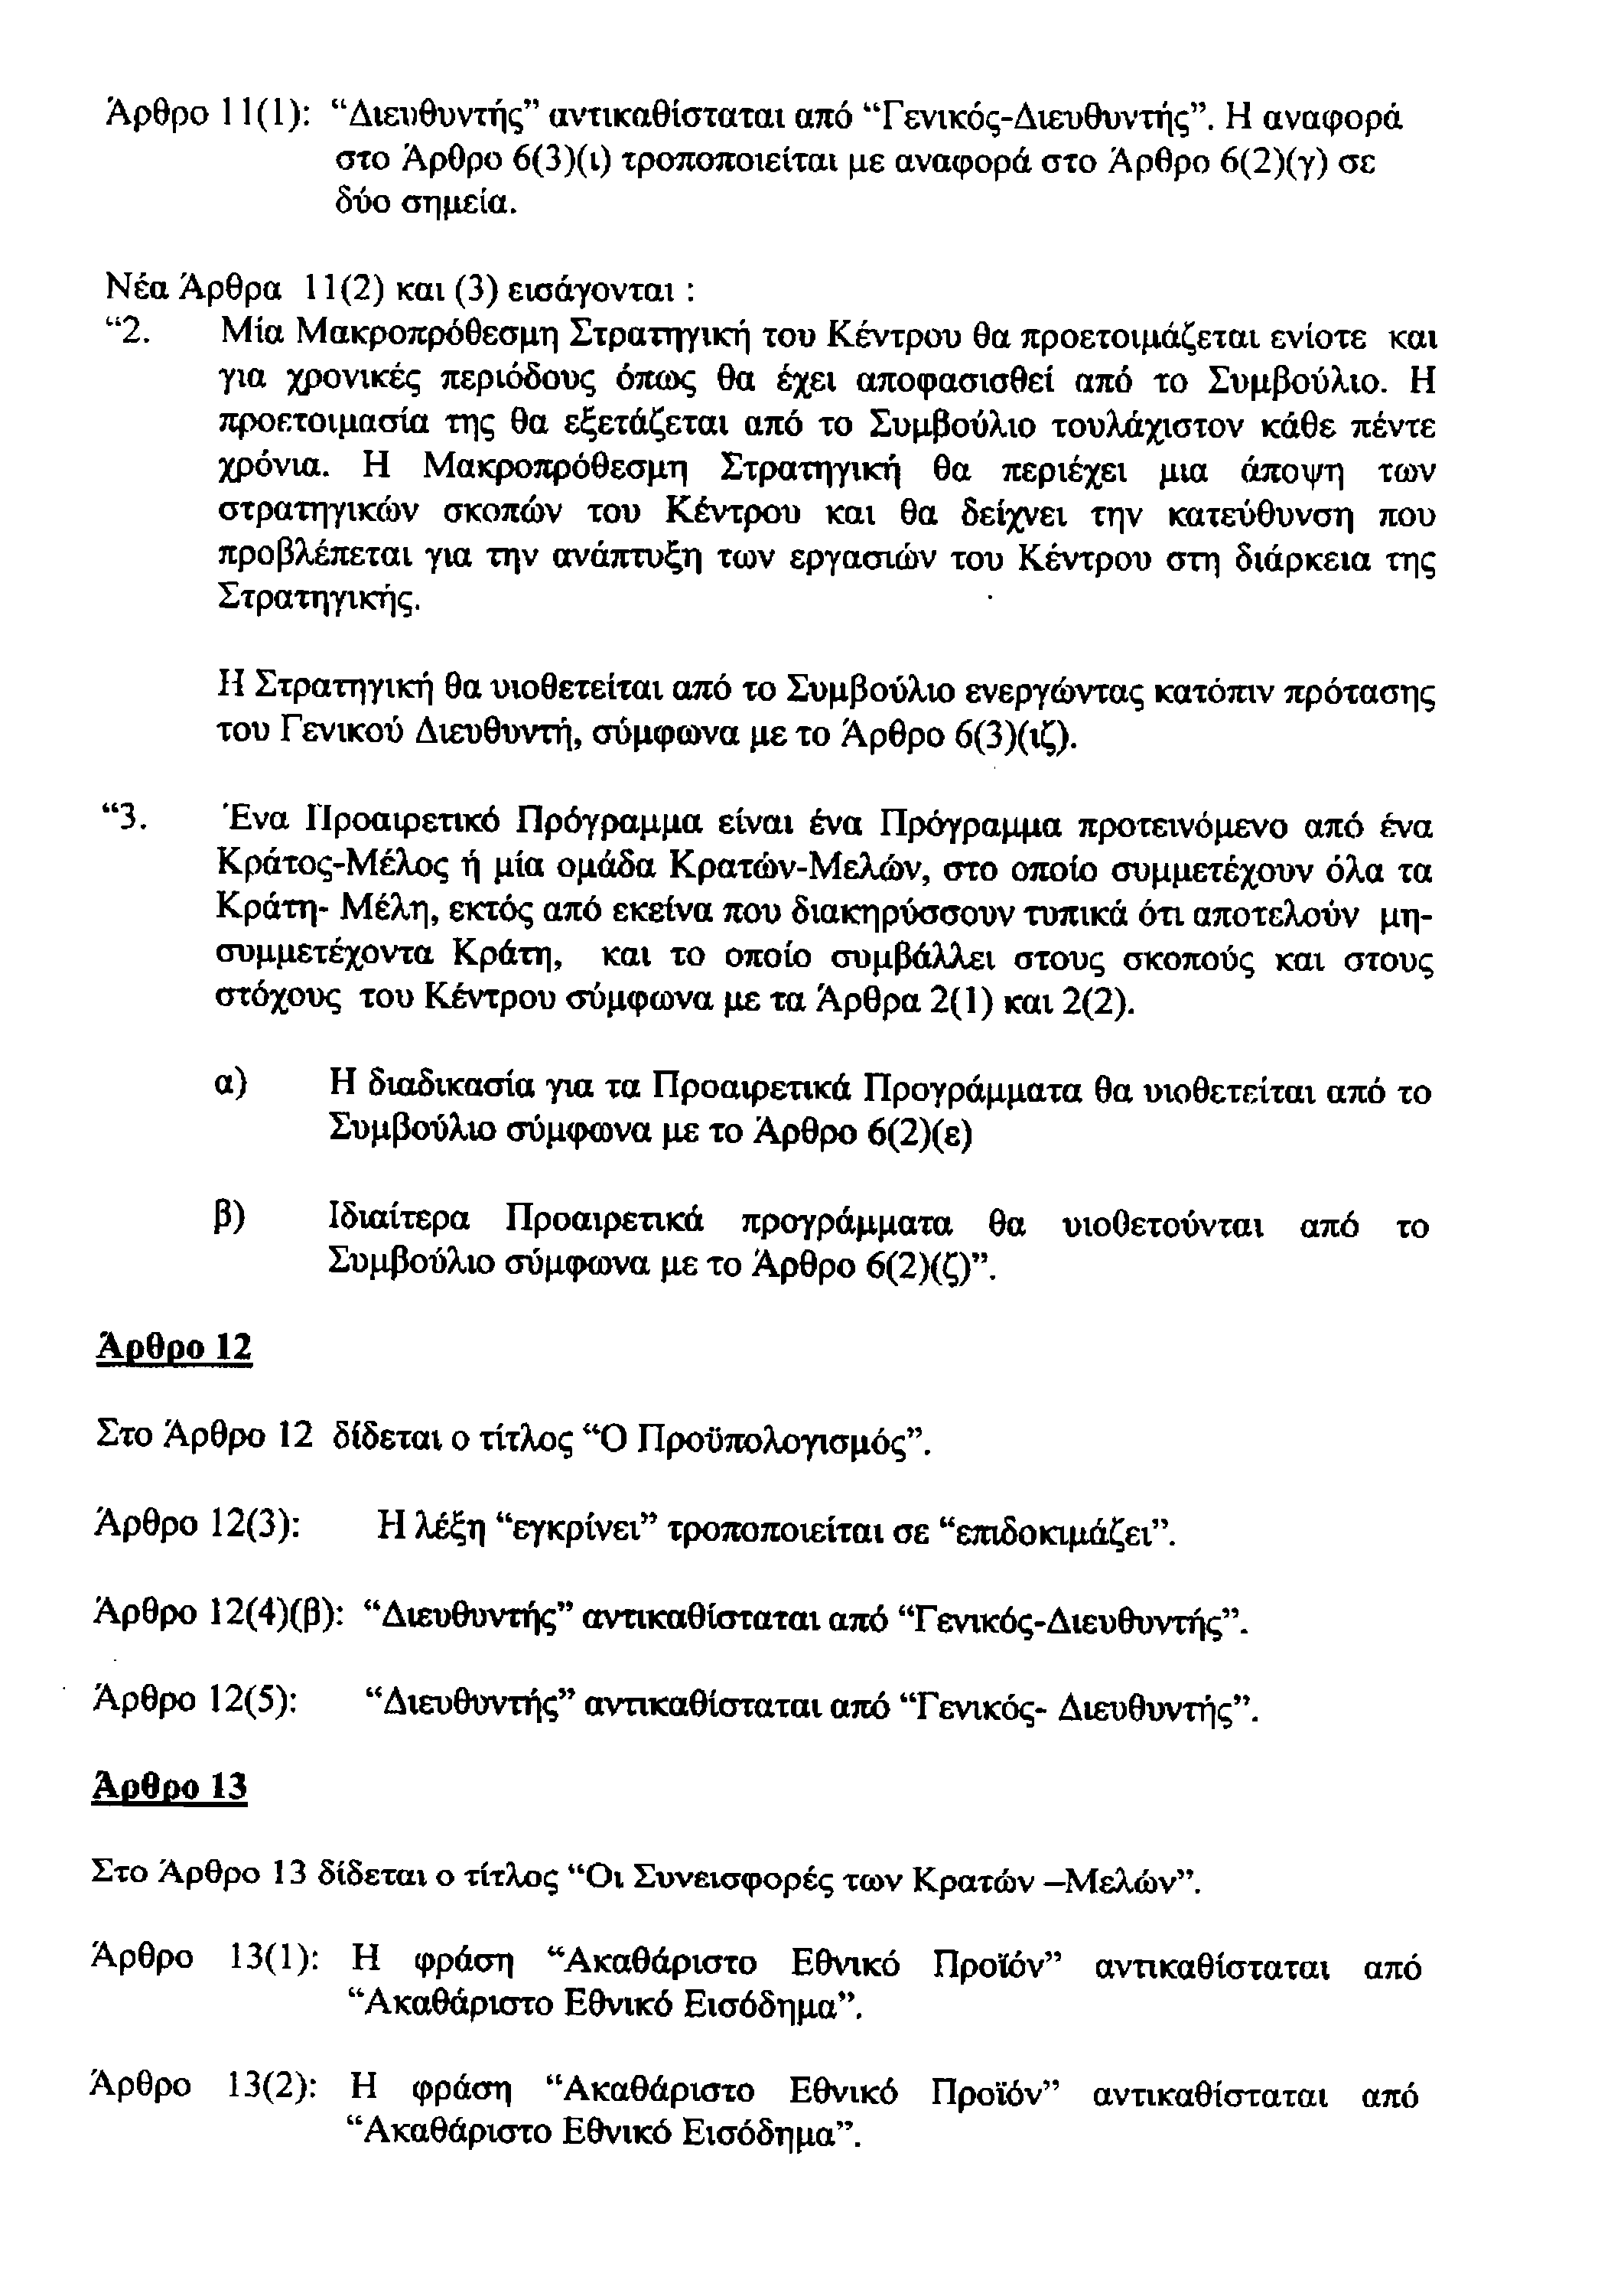 Άρθρο 11(1): “Διευθυντής” αντικαθίσταται από “Γενικός-Διευθυντής”. Η αναφορά
στο Άρθρο 6(3)(ι) τροποποιείται με αναφορά στο Άρθρο 6(2)(γ) σε
δύο σημεία.
Νέα Άρθρα 11(2) και (3) εισάγονται :
“2. Μία Μακροπρόθεσμη Στρατηγική του Κέντρου θα προετοιμάζεται ενίοτε και
για χρονικές περιόδους όπως θα έχει αποφασισθεί από το Συμβούλιο. Η
προετοιμασία της θα εξετάζεται από το Συμβούλιο τουλάχιστον κάθε πέντε
χρόνια. Η Μακροπρόθεσμη Στρατηγική θα περιέχει μια άποψη των
στρατηγικών σκοπών του Κέντρου και θα δείχνει την κατεύθυνση που
προβλέπεται για την ανάπτυξη των εργασιών του Κέντρου στη διάρκεια της
Στρατηγικής.
Η Στρατηγική θα υιοθετείται από το Συμβούλιο ενεργώντας κατόπιν πρότασης
του Γενικού Διευθυντή, σύμφωνα με το Άρθρο 6(3)(ιζ).
“3. Ένα Προαιρετικό Πρόγραμμα είναι ένα Πρόγραμμα προτεινόμενο από ένα
Κράτος-Μέλος ή μία ομάδα Κρατών-Μελών, στο οποίο συμμετέχουν όλα τα
Κράτη- Μέλη, εκτός από εκείνα που διακηρύσσουν τυπικά ότι αποτελούν μη-
συμμετέχοντα Κράτη, και το οποίο συμβάλλει στους σκοπούς και στους
στόχους του Κέντρου σύμφωνα με τα Άρθρα 2(1) και 2(2).
α) Η διαδικασία για τα Προαιρετικά Προγράμματα θα υιοθετείται από το
Συμβούλιο σύμφωνα με το Άρθρο 6(2)(ε)
β) Ιδιαίτερα Προαιρετικά προγράμματα θα υιοθετούνται από το
Συμβούλιο σύμφωνα με το Άρθρο 6(2)(ζ)”.
Άρθρο 12
Στο Άρθρο 12 δίδεται ο τίτλος “Ο Προϋπολογισμός”.
Άρθρο 12(3): Η λέξη “εγκρίνει” τροποποιείται σε “επιδοκιμάζει”.
Άρθρο 12(4)(β): “Διευθυντής” αντικαθίσταται από “Γενικός-Διευθυντής”.
Άρθρο 12(5): “Διευθυντής” αντικαθίσταται από “Γενικός- Διευθυντής”.
Άρθρο 13
Στο Άρθρο 13 δίδεται ο τίτλος “Οι Συνεισφορές των Κρατών –Μελών”.
Άρθρο 13(1): Η φράση “Ακαθάριστο Εθνικό Προϊόν” αντικαθίσταται από
“Ακαθάριστο Εθνικό Εισόδημα”.
Άρθρο 13(2): Η φράση “Ακαθάριστο Εθνικό Προϊόν” αντικαθίσταται από
“Ακαθάριστο Εθνικό Εισόδημα”.